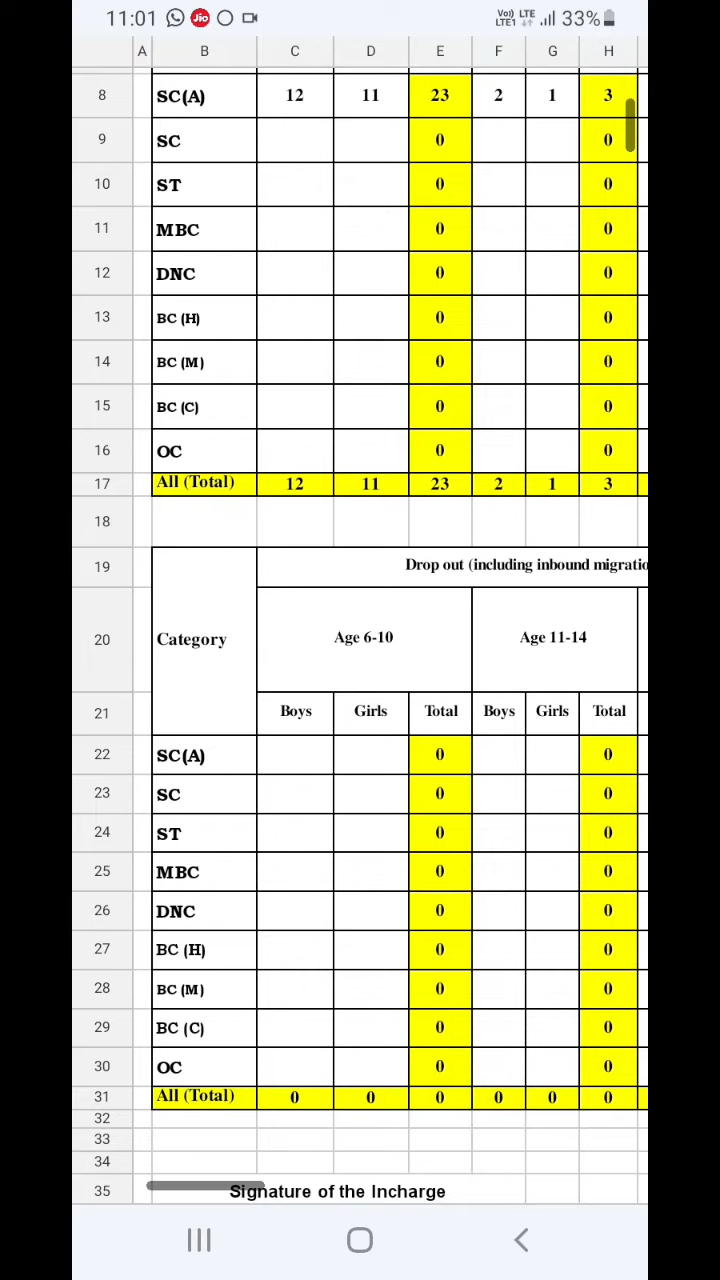 11:01 Jio Vo)) LTE LTE1 33%
A B C D E F G H
8 SC(A) 12 11 23 2 1 3
9 SC 0 0
10 ST 0 0
11 MBC 0 0
12 DNC 0 0
13 BC (H) 0 0
14 BC (M) 0 0
15 BC (C) 0 0
16 OC 0 0
17 All (Total) 12 11 23 2 1 3
18
19 Drop out (including inbound migratio
20 Category Age 6-10 Age 11-14
21 Boys Girls Total Boys Girls Total
22 SC(A) 0 0
23 SC 0 0
24 ST 0 0
25 MBC 0 0
26 DNC 0 0
27 BC (H) 0 0
28 BC (M) 0 0
29 BC (C) 0 0
30 OC 0 0
31 All (Total) 0 0 0 0 0 0
32
33
34
35 Signature of the Incharge